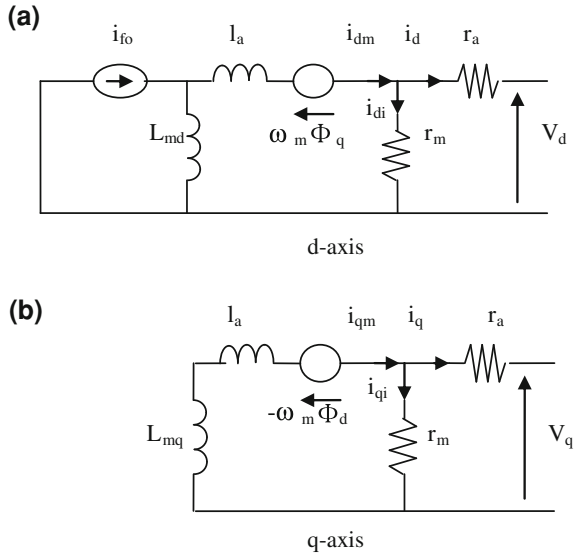 (a)
i_fo l_a i_dm i_d r_a
i_di
L_md ω_m Φ_q r_m V_d
d-axis
(b)
l_a i_qm i_q r_a
i_qi
-ω_m Φ_d
L_mq r_m V_q
q-axis